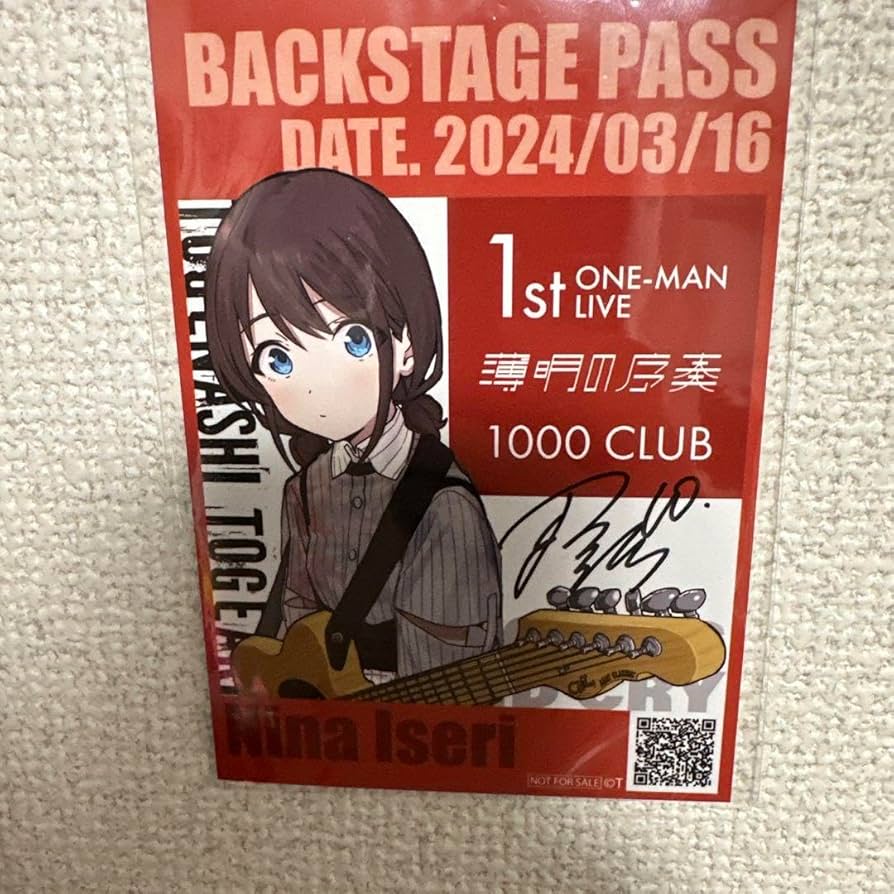 BACKSTAGE PASS
DATE. 2024/03/16
1st ONE-MAN
LIVE
薄明の序奏
1000 CLUB
TOGENASHI TOGEARI
CRY
Nina Iseri
NOT FOR SALE ©T